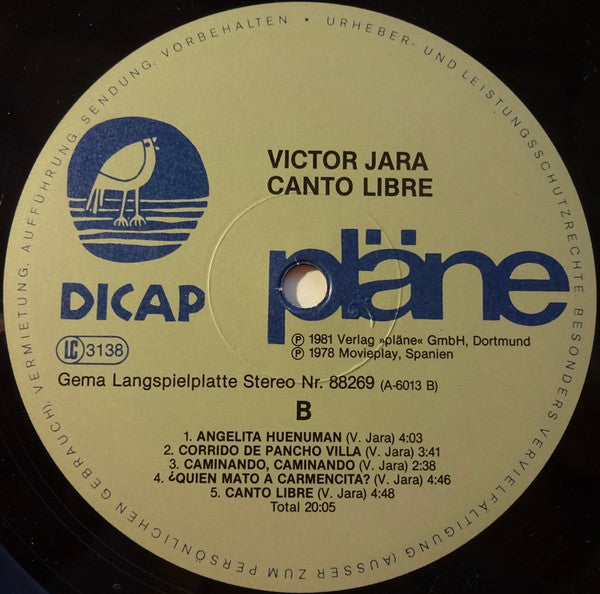 URHEBER- UND LEISTUNGSSCHUTZRECHTE, BESONDERS VERVIELFÄLTIGUNG (AUSSER ZUM PERSÖNLICHEN GEBRAUCH), VERMIETUNG, AUFFÜHRUNG, SENDUNG, VORBEHALTEN •
VICTOR JARA
CANTO LIBRE
DICAP
pläne
LC 3138
Ⓟ 1981 Verlag »pläne« GmbH, Dortmund
Ⓟ 1978 Movieplay, Spanien
Gema Langspielplatte Stereo Nr. 88269 (A-6013 B)
B
1. ANGELITA HUENUMAN (V. Jara) 4:03
2. CORRIDO DE PANCHO VILLA (V. Jara) 3:41
3. CAMINANDO, CAMINANDO (V. Jara) 2:38
4. ¿QUIEN MATO A CARMENCITA? (V. Jara) 4:46
5. CANTO LIBRE (V. Jara) 4:48
Total 20:05